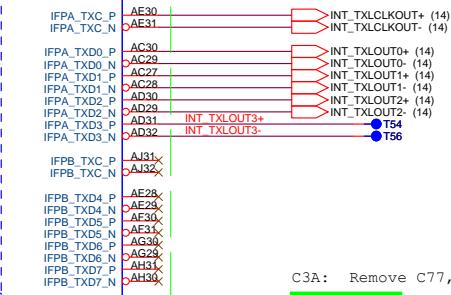 IFPA_TXC_P AE30 INT_TXLCLKOUT+ (14)
IFPA_TXC_N AE31 INT_TXLCLKOUT- (14)
IFPA_TXD0_P AC30 INT_TXLOUT0+ (14)
IFPA_TXD0_N AC29 INT_TXLOUT0- (14)
IFPA_TXD1_P AC27 INT_TXLOUT1+ (14)
IFPA_TXD1_N AC28 INT_TXLOUT1- (14)
IFPA_TXD2_P AD30 INT_TXLOUT2+ (14)
IFPA_TXD2_N AD29 INT_TXLOUT2- (14)
IFPA_TXD3_P AD31 INT_TXLOUT3+ T54
IFPA_TXD3_N AD32 INT_TXLOUT3- T56
IFPB_TXC_P AJ31
IFPB_TXC_N AJ32
IFPB_TXD4_P AE28
IFPB_TXD4_N AE29
IFPB_TXD5_P AF30
IFPB_TXD5_N AF31
IFPB_TXD6_P AG30
IFPB_TXD6_N AG29
IFPB_TXD7_P AH31
IFPB_TXD7_N AH30
C3A: Remove C77,